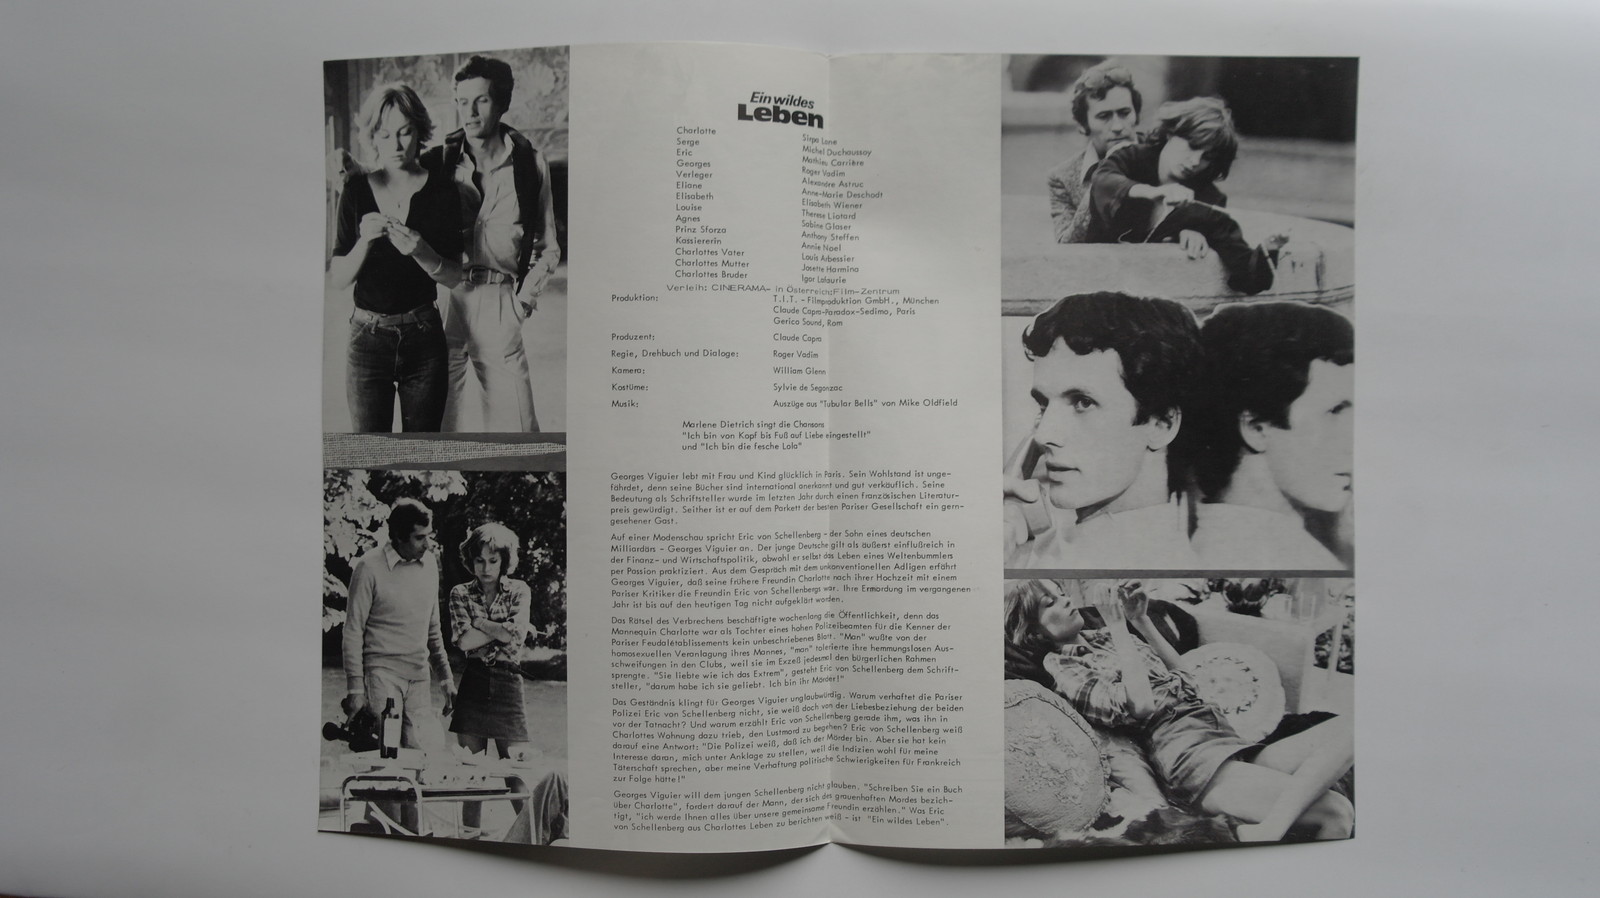 Ein wildes
Leben
Charlotte Sirpa Lane
Serge Michel Duchaussoy
Eric Mathieu Carrière
Georges Roger Vadim
Verleger Alexandre Astruc
Eliane Anne-Marie Deschodt
Elisabeth Elisabeth Wiener
Louise Therese Liotard
Agnes Sabine Glaser
Prinz Sforza Anthony Steffen
Kassiererin Annie Noel
Charlottes Vater Louis Arbessier
Charlottes Mutter Josette Harmina
Charlottes Bruder Igor Lafaurie
Verleih: CINERAMA- in Österreich:Film-Zentrum
Produktion: T.I.T. - Filmproduktion GmbH., München
Claude Capra-Paradox-Sedimo, Paris
Gerico Sound, Rom
Produzent: Claude Capra
Regie, Drehbuch und Dialoge: Roger Vadim
Kamera: William Glenn
Kostüme: Sylvie de Segonzac
Musik: Auszüge aus "Tubular Bells" von Mike Oldfield
Marlene Dietrich singt die Chansons
"Ich bin von Kopf bis Fuß auf Liebe eingestellt"
und "Ich bin die fesche Lola"
Georges Viguier lebt mit Frau und Kind glücklich in Paris. Sein Wohlstand ist unge-
fährdet, denn seine Bücher sind international anerkannt und gut verkäuflich. Seine
Bedeutung als Schriftsteller wurde im letzten Jahr durch einen französischen Literatur-
preis gewürdigt. Seither ist er auf dem Parkett der besten Pariser Gesellschaft ein gern-
gesehener Gast.
Auf einer Modenschau spricht Eric von Schellenberg - der Sohn eines deutschen
Milliardärs - Georges Viguier an. Der junge Deutsche gilt als äußerst einflußreich in
der Finanz- und Wirtschaftspolitik, obwohl er selbst das Leben eines Weltenbummlers
per Passion praktiziert. Aus dem Gespräch mit dem unkonventionellen Adligen erfährt
Georges Viguier, daß seine frühere Freundin Charlotte nach ihrer Hochzeit mit einem
Pariser Kritiker die Freundin Eric von Schellenbergs war. Ihre Ermordung im vergangenen
Jahr ist bis auf den heutigen Tag nicht aufgeklärt worden.
Das Rätsel des Verbrechens beschäftigte wochenlang die Öffentlichkeit, denn das
Mannequin Charlotte war als Tochter eines hohen Polizeibeamten für die Kenner der
Pariser Feudalétablissements kein unbeschriebenes Blatt. "Man" wußte von der
homosexuellen Veranlagung ihres Mannes, "man" tolerierte ihre hemmungslosen Aus-
schweifungen in den Clubs, weil sie im Exzeß jedesmal den bürgerlichen Rahmen
sprengte. "Sie liebte wie ich das Extrem", gesteht Eric von Schellenberg dem Schrift-
steller, "darum habe ich sie geliebt. Ich bin ihr Mörder!"
Das Geständnis klingt für Georges Viguier unglaubwürdig. Warum verhaftet die Pariser
Polizei Eric von Schellenberg nicht, sie weiß doch von der Liebesbeziehung der beiden
vor der Tatnacht? Und warum erzählt Eric von Schellenberg gerade ihm, was ihn in
Charlottes Wohnung dazu trieb, den Lustmord zu begehen? Eric von Schellenberg weiß
darauf eine Antwort: "Die Polizei weiß, daß ich der Mörder bin. Aber sie hat kein
Interesse daran, mich unter Anklage zu stellen, weil die Indizien wohl für meine
Täterschaft sprechen, aber meine Verhaftung politische Schwierigkeiten für Frankreich
zur Folge hätte!"
Georges Viguier will dem jungen Schellenberg nicht glauben. "Schreiben Sie ein Buch
über Charlotte", fordert darauf der Mann, der sich des grauenhaften Mordes bezich-
tigt, "ich werde Ihnen alles über unsere gemeinsame Freundin erzählen." Was Eric
von Schellenberg aus Charlottes Leben zu berichten weiß - ist "Ein wildes Leben".